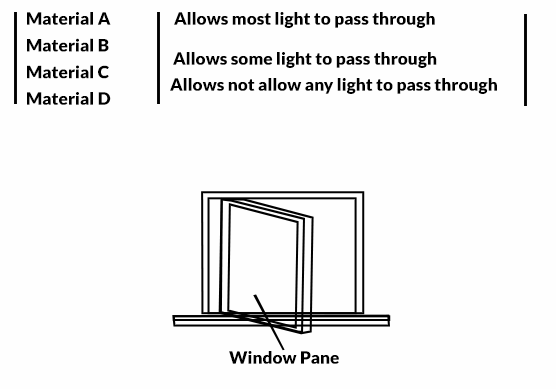 Material A Allows most light to pass through
Material B
Allows some light to pass through
Material C
Allows not allow any light to pass through
Material D
Window Pane